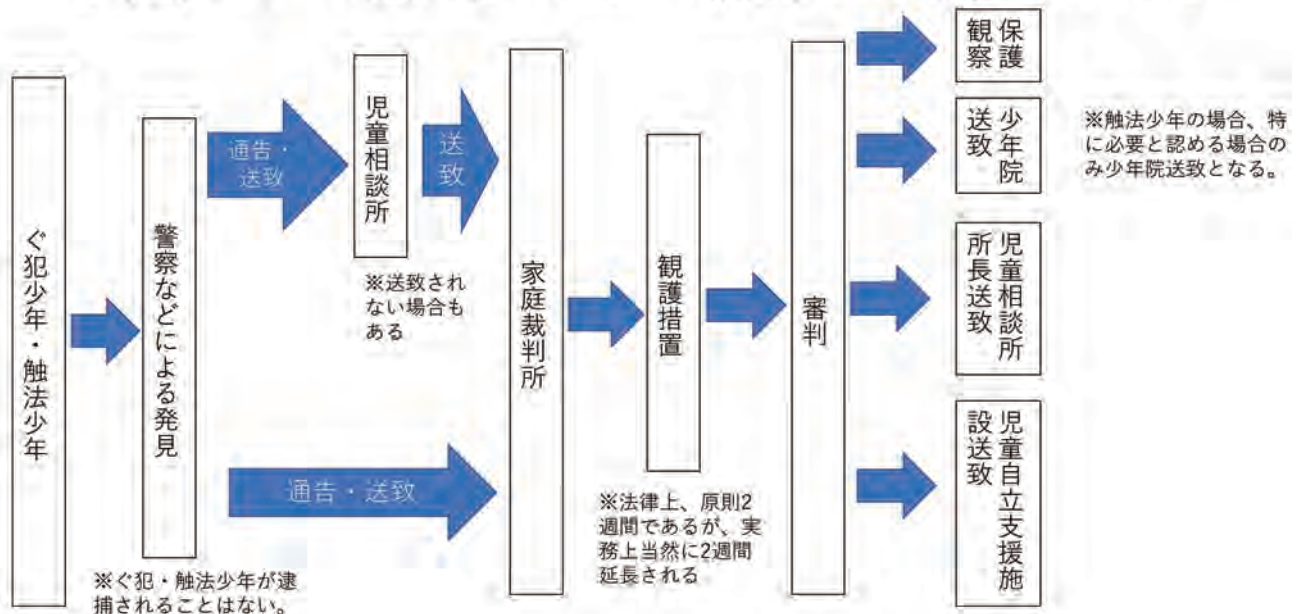 ぐ犯少年・触法少年
警察などによる発見
※ぐ犯・触法少年が逮
捕されることはない。
通告・
送致
児童相談所
※送致され
ない場合も
ある
送致
通告・送致
家庭裁判所
観護措置
※法律上、原則2
週間であるが、実
務上当然に2週間
延長される
審判
保護
観察
少年院
送致
※触法少年の場合、特
に必要と認める場合の
み少年院送致となる。
児童相談所
所長送致
児童自立支援施
設送致